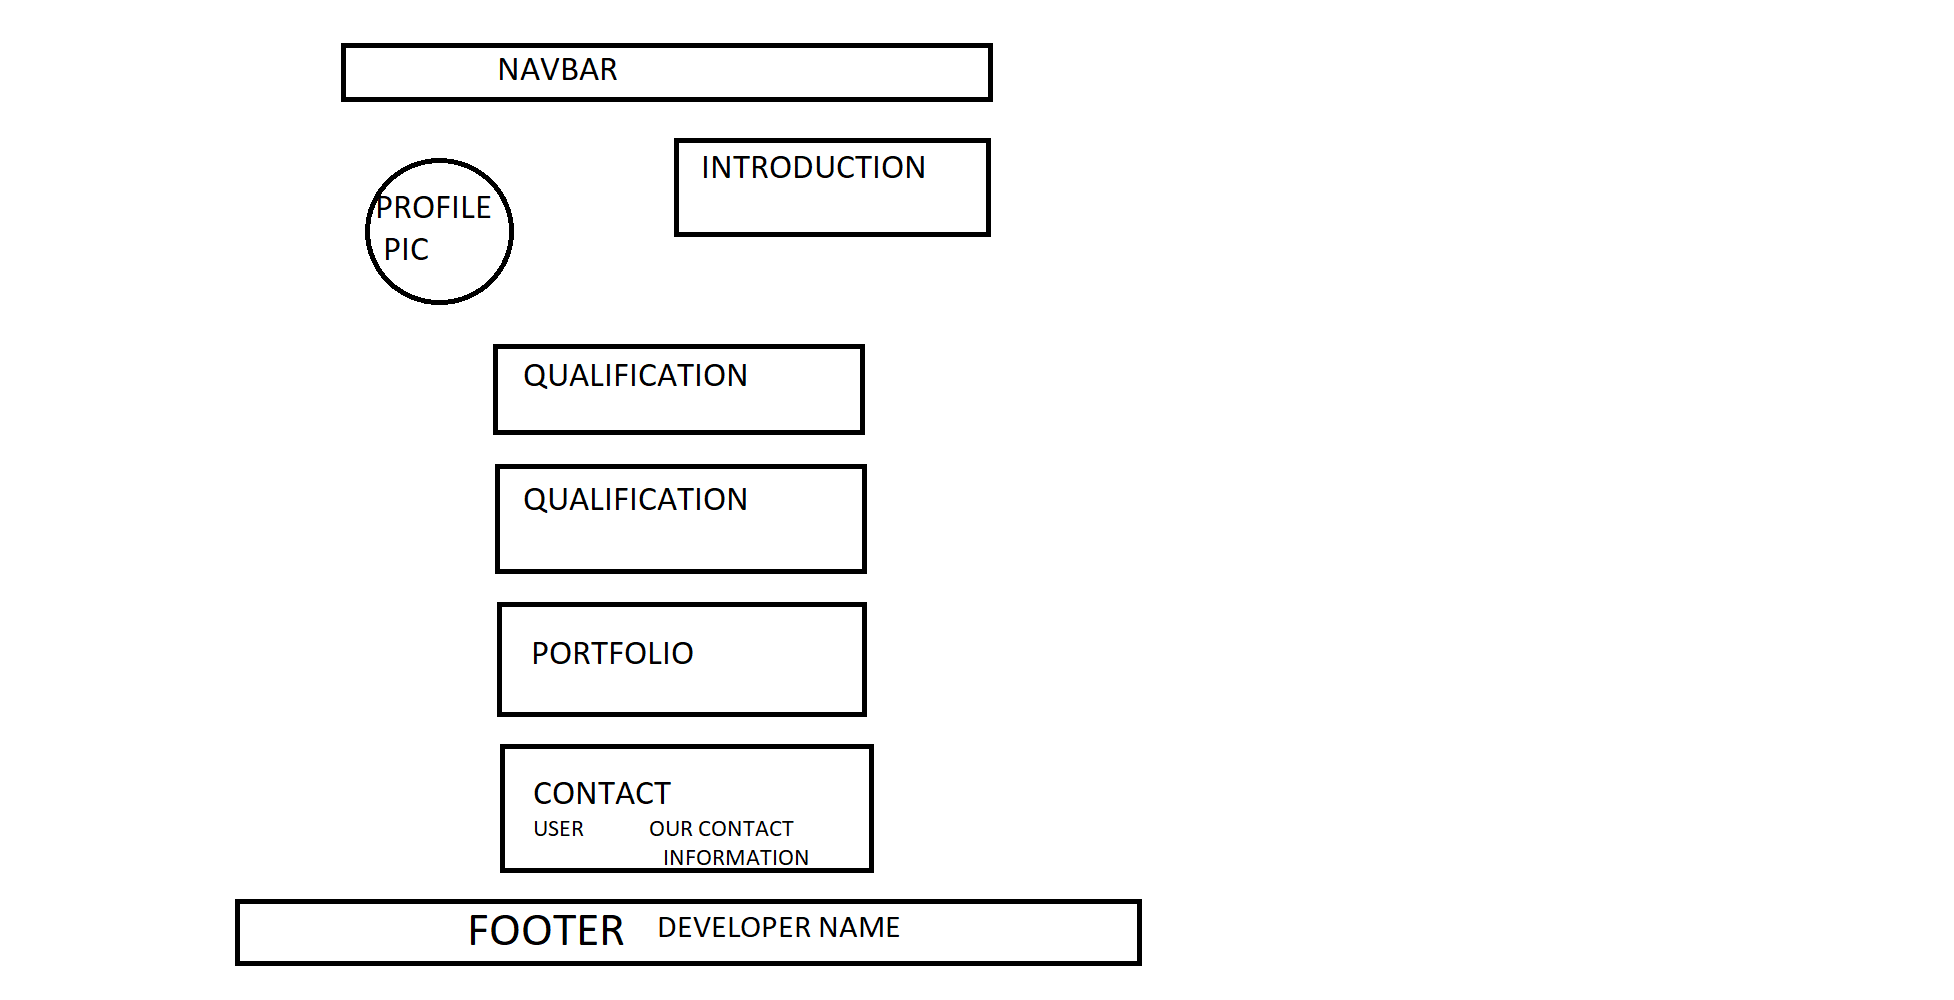 NAVBAR
INTRODUCTION
PROFILE
PIC
QUALIFICATION
QUALIFICATION
PORTFOLIO
CONTACT
USER OUR CONTACT
INFORMATION
FOOTER DEVELOPER NAME